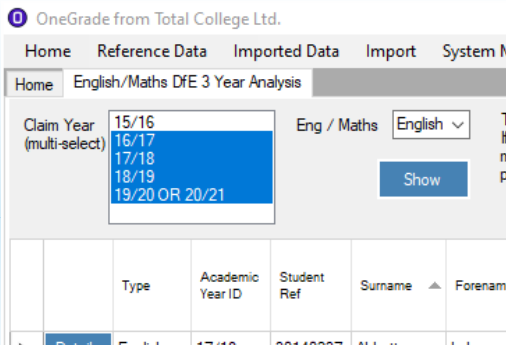 OneGrade from Total College Ltd.
Home Reference Data Imported Data Import System
Home English/Maths DfE 3 Year Analysis
Claim Year
(multi-select)
15/16
16/17
17/18
18/19
19/20 OR 20/21
Eng / Maths English
Show
Type
Academic
Year ID
Student
Ref
Surname
Forenam